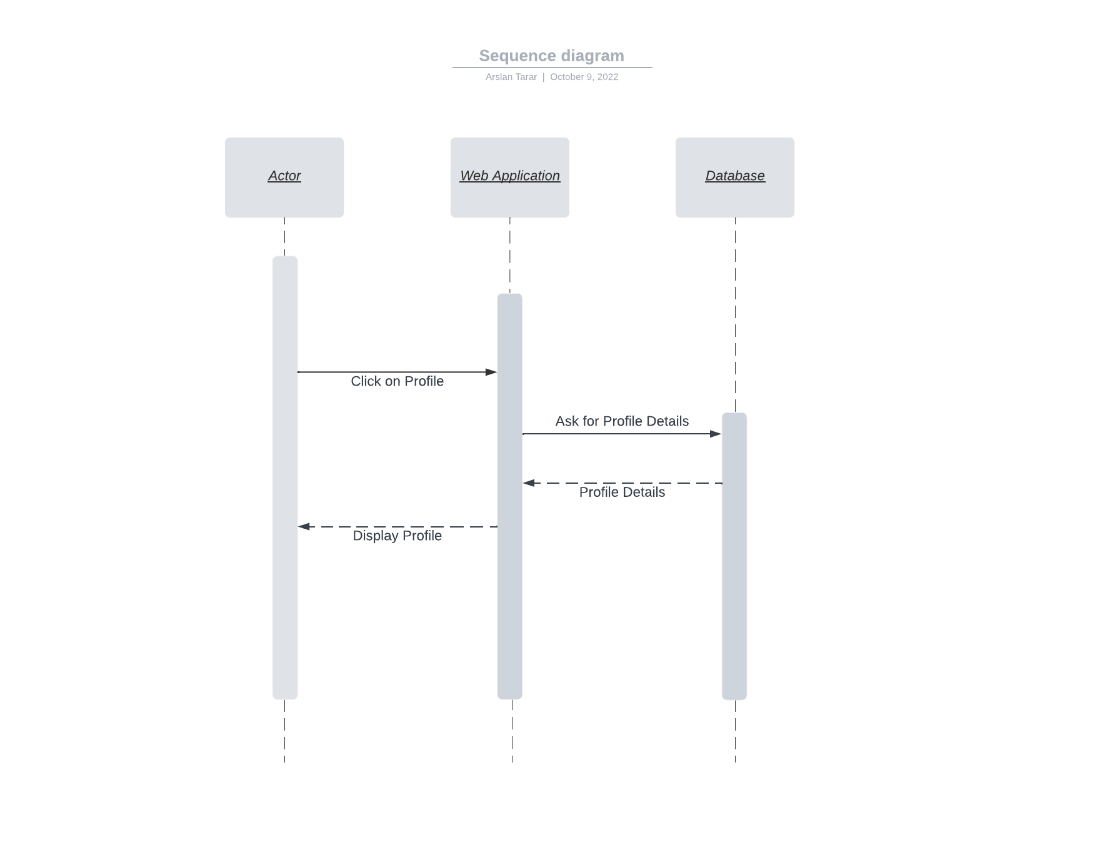 Sequence diagram
Arslan Tarar | October 9, 2022
Actor
Web Application
Database
Click on Profile
Ask for Profile Details
Profile Details
Display Profile